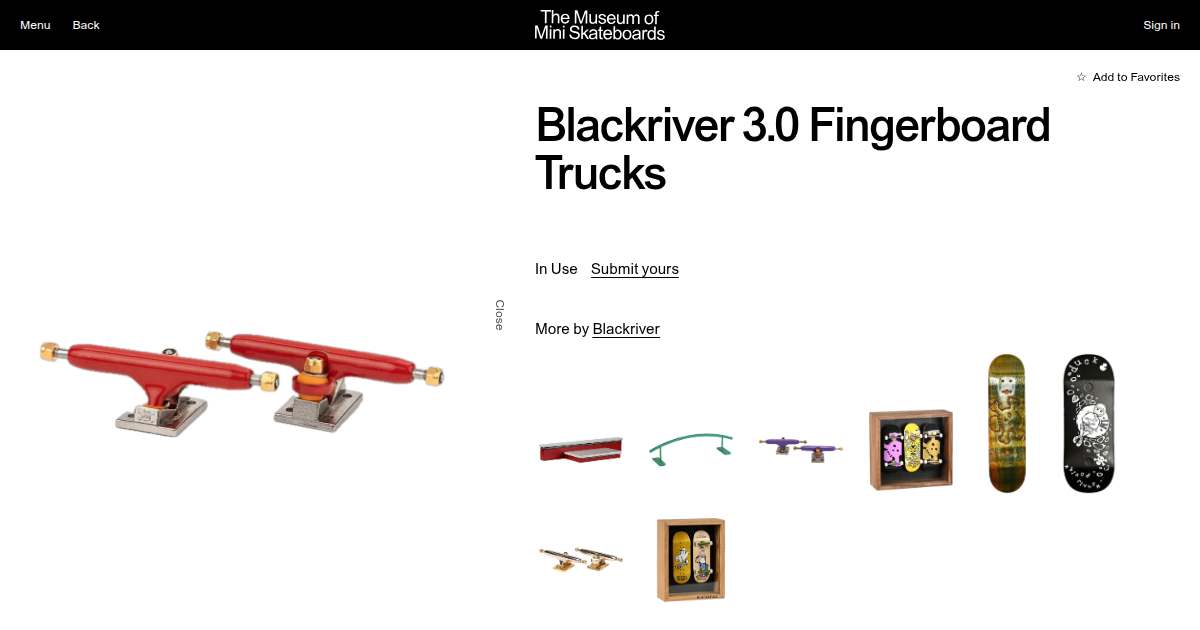 Menu
Back
The Museum of
Mini Skateboards
Sign in
☆ Add to Favorites
Blackriver 3.0 Fingerboard
Trucks
In Use
Submit yours
Close
More by Blackriver